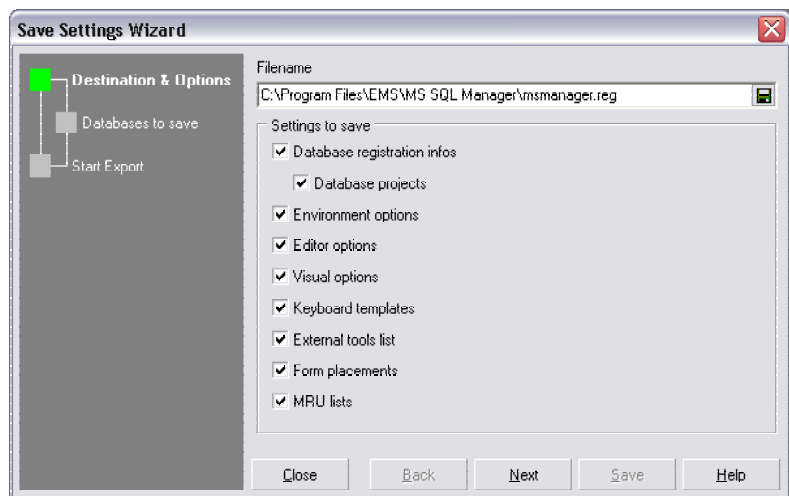 Save Settings Wizard
Destination & Options
Databases to save
Start Export
Filename
C:\Program Files\EMS\MS SQL Manager\msmanager.reg
Settings to save
Database registration infos
Database projects
Environment options
Editor options
Visual options
Keyboard templates
External tools list
Form placements
MRU lists
Close Back Next Save Help